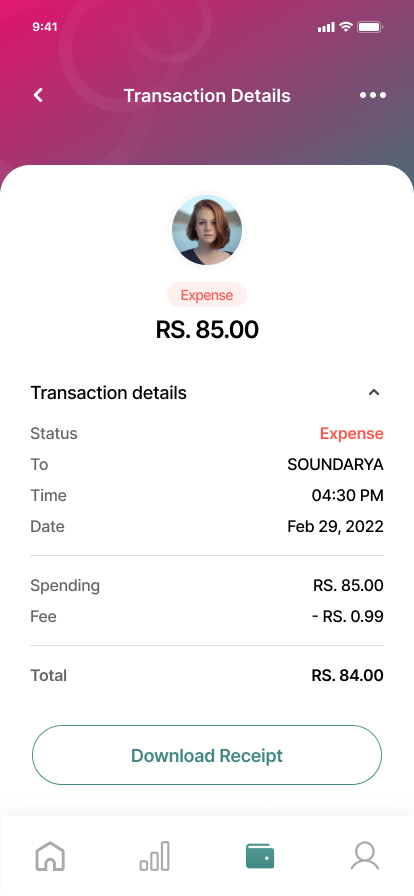 9:41
Transaction Details
Expense
RS. 85.00
Transaction details
Status Expense
To SOUNDARYA
Time 04:30 PM
Date Feb 29, 2022
Spending RS. 85.00
Fee - RS. 0.99
Total RS. 84.00
Download Receipt